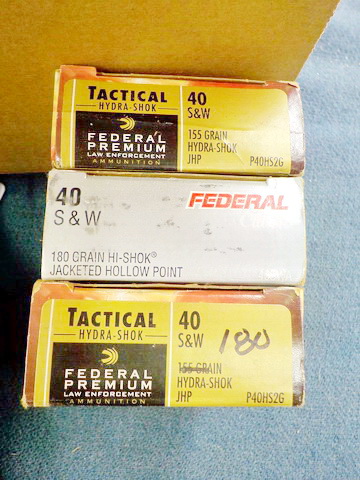 TACTICAL
HYDRA-SHOK
FEDERAL
PREMIUM
LAW ENFORCEMENT
AMMUNITION
40
S&W
155 GRAIN
HYDRA-SHOK
JHP P40HS2G
40
S & W
FEDERAL
180 GRAIN HI-SHOK®
JACKETED HOLLOW POINT
TACTICAL
HYDRA-SHOK
FEDERAL
PREMIUM
LAW ENFORCEMENT
AMMUNITION
40
S&W 180
155 GRAIN
HYDRA-SHOK
JHP P40HS2G